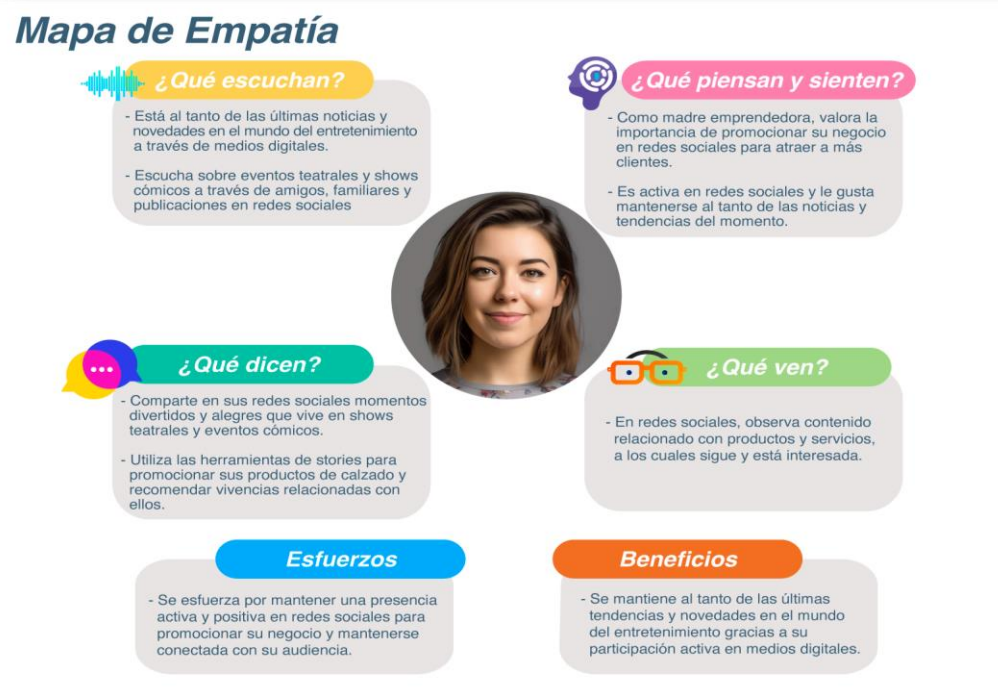 Mapa de Empatía
¿Qué escuchan?
- Está al tanto de las últimas noticias y
novedades en el mundo del entretenimiento
a través de medios digitales.
- Escucha sobre eventos teatrales y shows
cómicos a través de amigos, familiares y
publicaciones en redes sociales
¿Qué piensan y sienten?
- Como madre emprendedora, valora la
importancia de promocionar su negocio
en redes sociales para atraer a más
clientes.
- Es activa en redes sociales y le gusta
mantenerse al tanto de las noticias y
tendencias del momento.
¿Qué dicen?
- Comparte en sus redes sociales momentos
divertidos y alegres que vive en shows
teatrales y eventos cómicos.
- Utiliza las herramientas de stories para
promocionar sus productos de calzado y
recomendar vivencias relacionadas con
ellos.
¿Qué ven?
- En redes sociales, observa contenido
relacionado con productos y servicios,
a los cuales sigue y está interesada.
Esfuerzos
- Se esfuerza por mantener una presencia
activa y positiva en redes sociales para
promocionar su negocio y mantenerse
conectada con su audiencia.
Beneficios
- Se mantiene al tanto de las últimas
tendencias y novedades en el mundo
del entretenimiento gracias a su
participación activa en medios digitales.